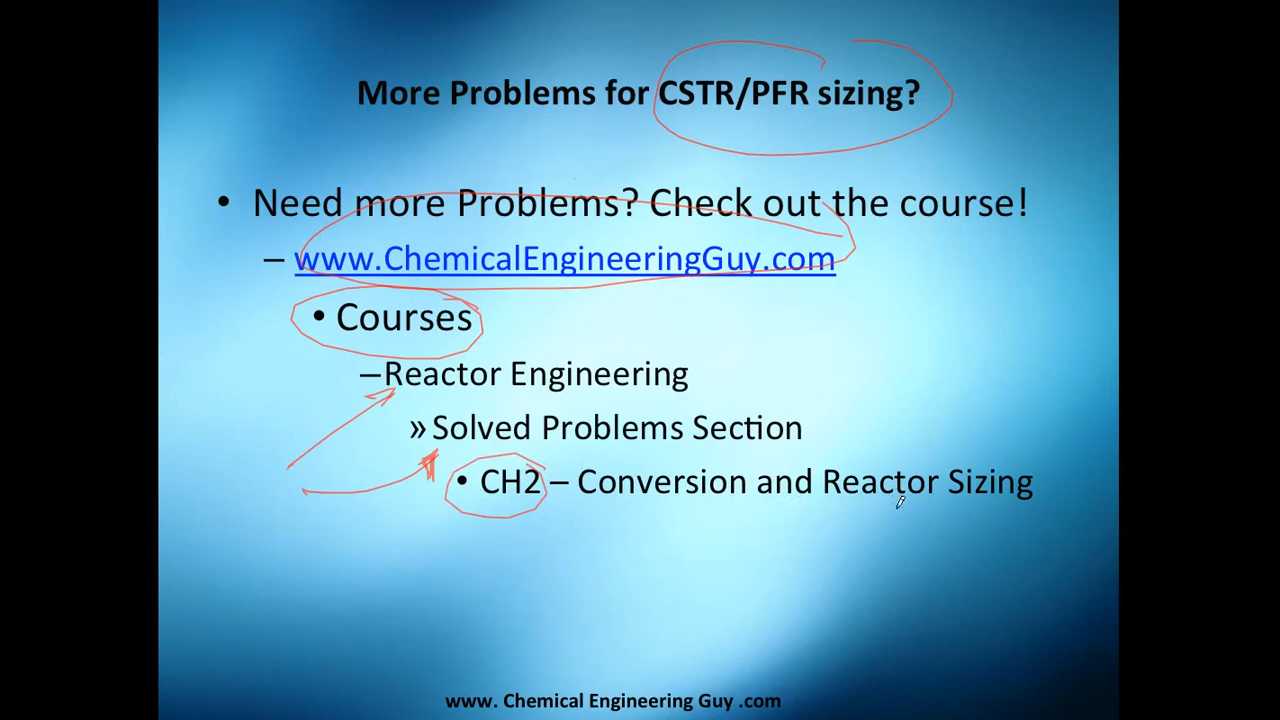 More Problems for CSTR/PFR sizing?
• Need more Problems? Check out the course!
– www.ChemicalEngineeringGuy.com
• Courses
–Reactor Engineering
» Solved Problems Section
• CH2 – Conversion and Reactor Sizing
www. Chemical Engineering Guy .com